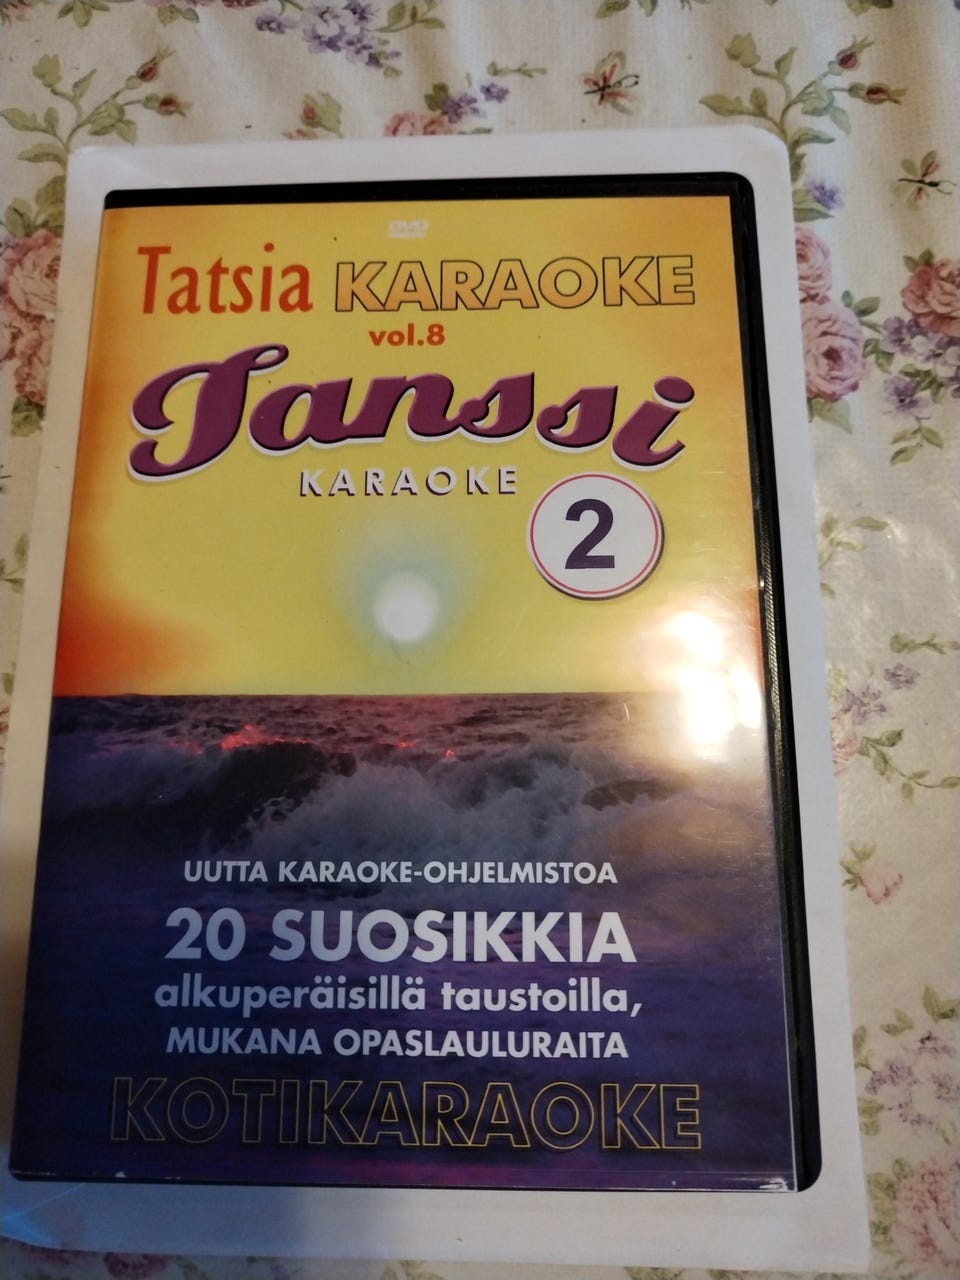 DVD
Tatsia KARAOKE
vol.8
Tanssi
KARAOKE
2
UUTTA KARAOKE-OHJELMISTOA
20 SUOSIKKIA
alkuperäisillä taustoilla,
MUKANA OPASLAULURAITA
KOTIKARAOKE